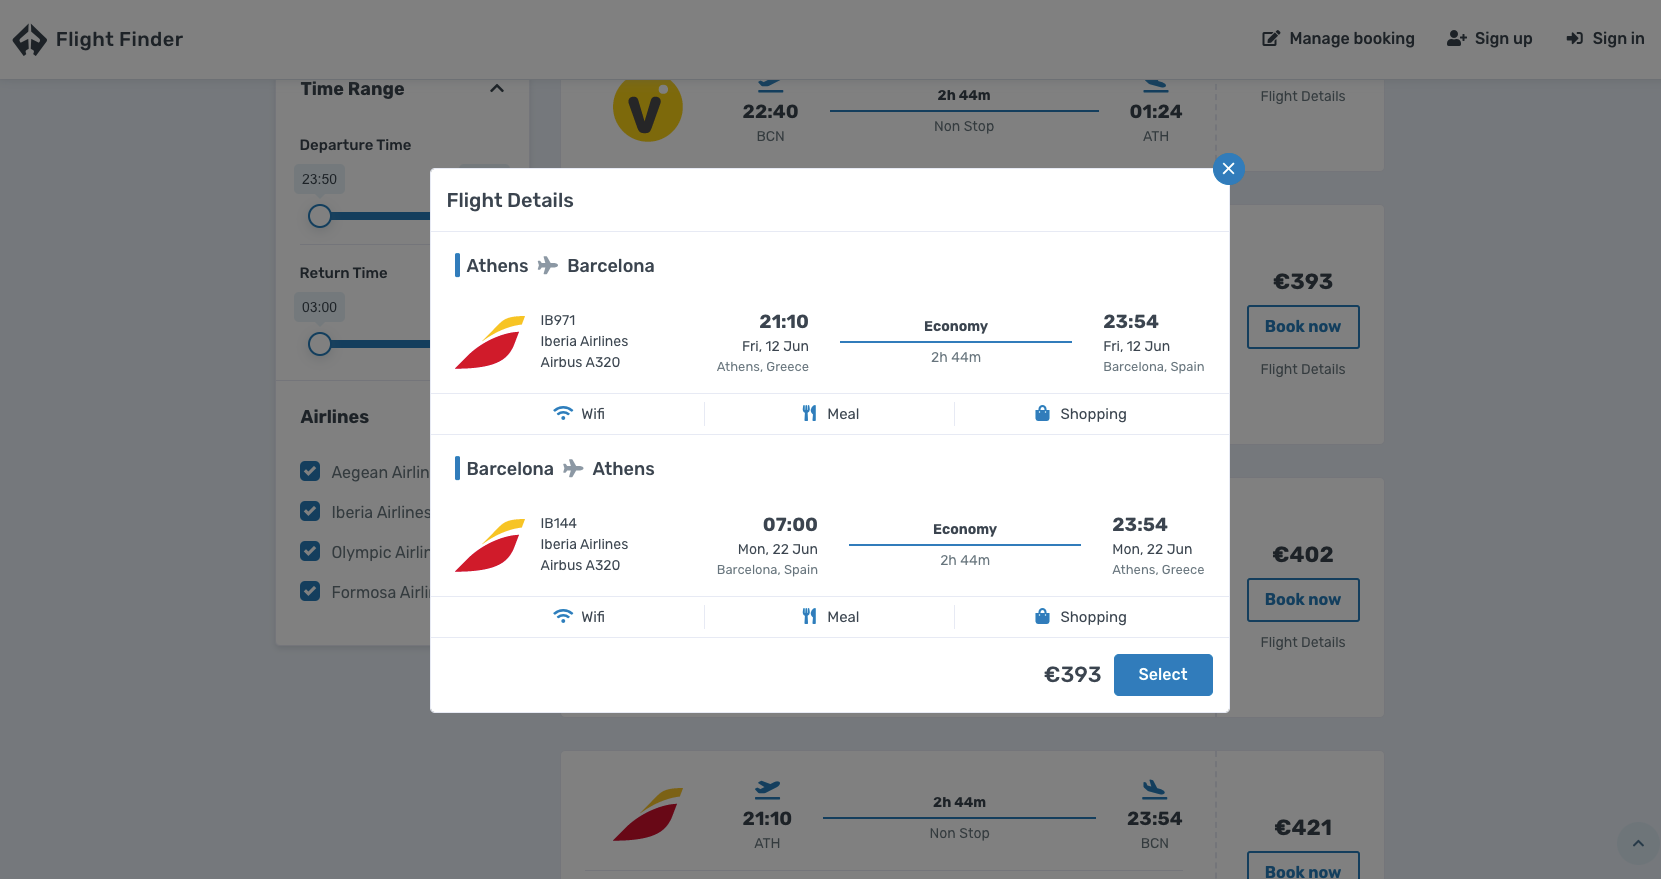 Flight Finder
Manage booking
Sign up
Sign in
Time Range
Departure Time
23:50
Return Time
03:00
Airlines
Aegean Airlin
Iberia Airlines
Olympic Airlin
Formosa Airli
V
22:40
BCN
2h 44m
Non Stop
01:24
ATH
Flight Details
Flight Details
Athens Barcelona
IB971
Iberia Airlines
Airbus A320
21:10
Fri, 12 Jun
Athens, Greece
Economy
2h 44m
23:54
Fri, 12 Jun
Barcelona, Spain
Wifi
Meal
Shopping
Barcelona Athens
IB144
Iberia Airlines
Airbus A320
07:00
Mon, 22 Jun
Barcelona, Spain
Economy
2h 44m
23:54
Mon, 22 Jun
Athens, Greece
Wifi
Meal
Shopping
€393
Select
€393
Book now
Flight Details
€402
Book now
Flight Details
21:10
ATH
2h 44m
Non Stop
23:54
BCN
€421
Book now